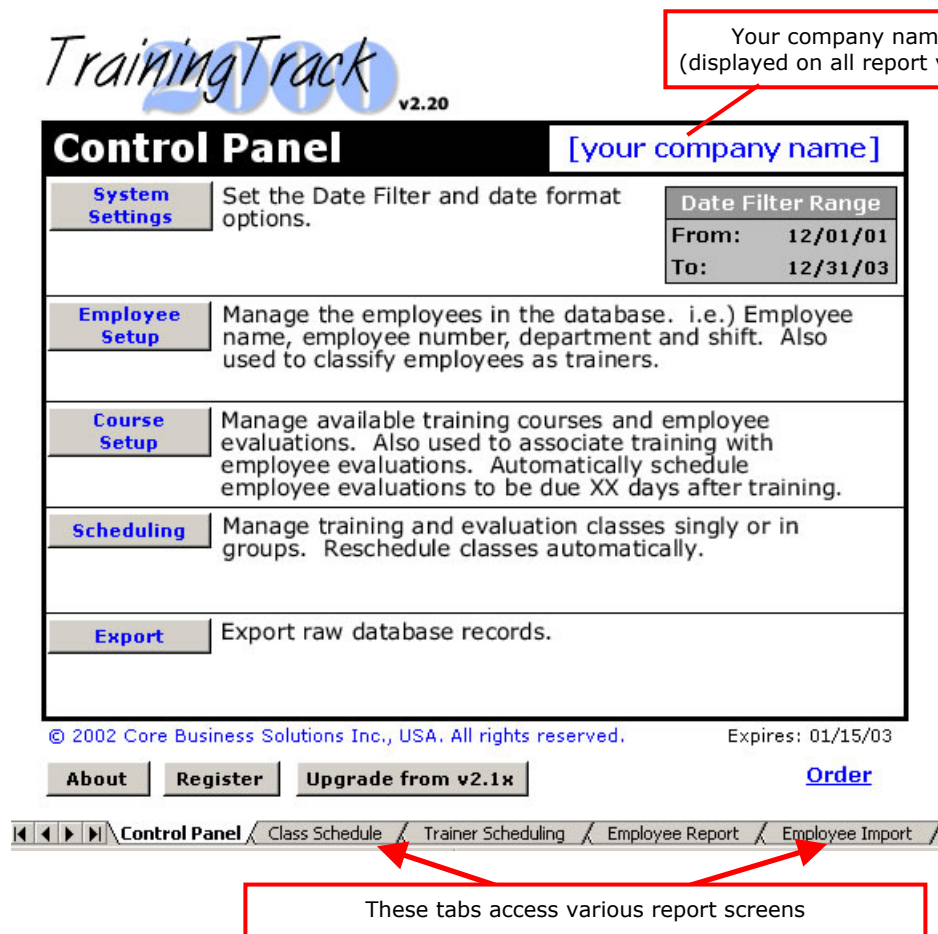 TrainingTrack
2000
v2.20
Your company nam
(displayed on all report
Control Panel
[your company name]
System
Settings
Set the Date Filter and date format
options.
Date Filter Range
From: 12/01/01
To: 12/31/03
Employee
Setup
Manage the employees in the database. i.e.) Employee
name, employee number, department and shift. Also
used to classify employees as trainers.
Course
Setup
Manage available training courses and employee
evaluations. Also used to associate training with
employee evaluations. Automatically schedule
employee evaluations to be due XX days after training.
Scheduling
Manage training and evaluation classes singly or in
groups. Reschedule classes automatically.
Export
Export raw database records.
© 2002 Core Business Solutions Inc., USA. All rights reserved.
Expires: 01/15/03
About
Register
Upgrade from v2.1x
Order
Control Panel / Class Schedule / Trainer Scheduling / Employee Report / Employee Import /
These tabs access various report screens